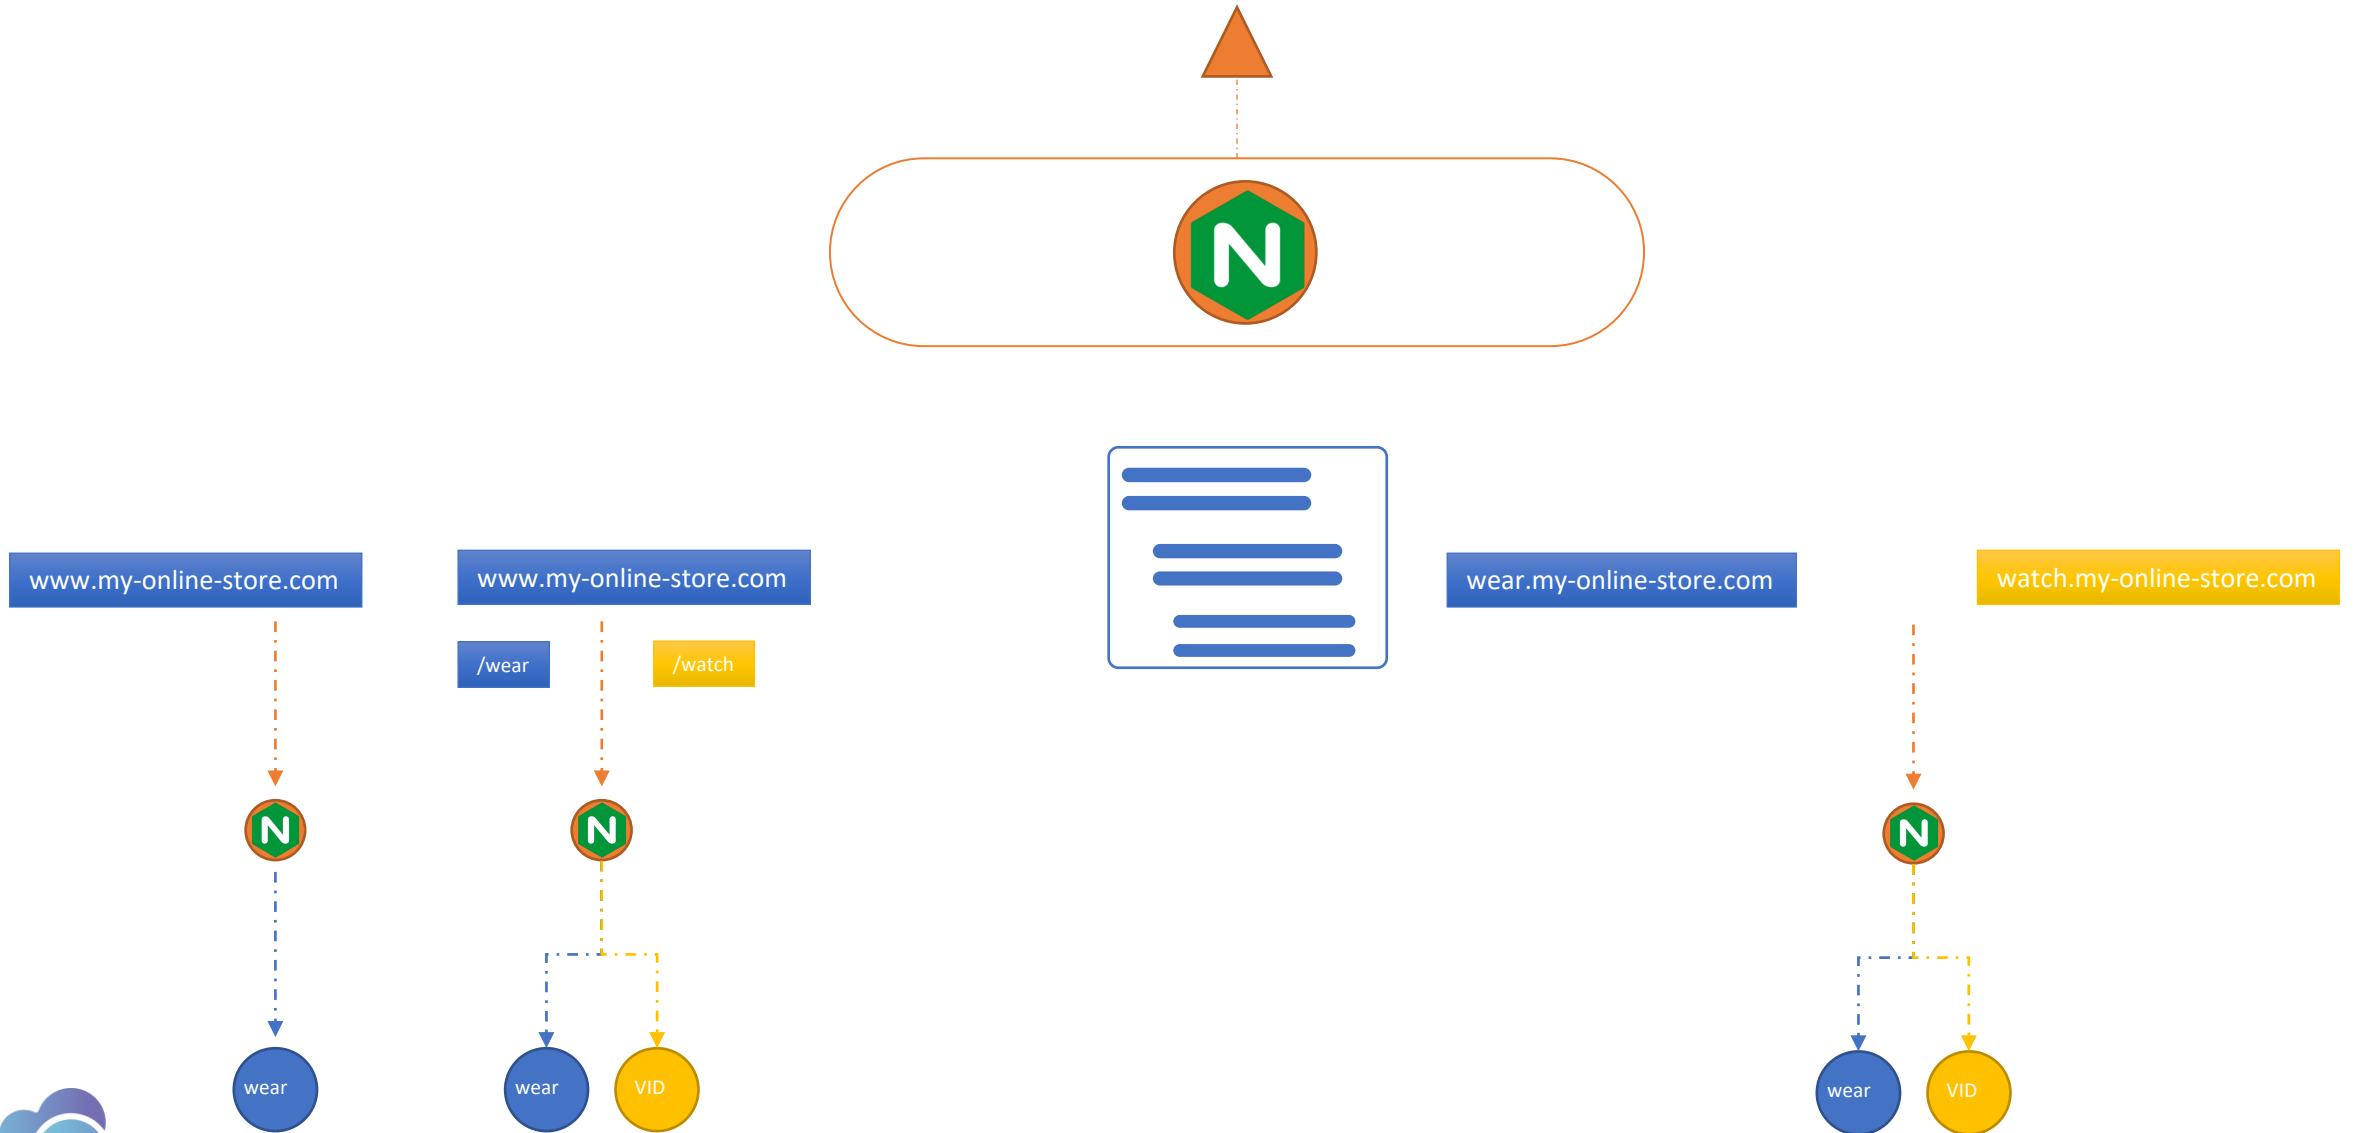 www.my-online-store.com
www.my-online-store.com
wear.my-online-store.com
watch.my-online-store.com
/wear
/watch
N
N
N
N
wear
wear
VID
wear
VID